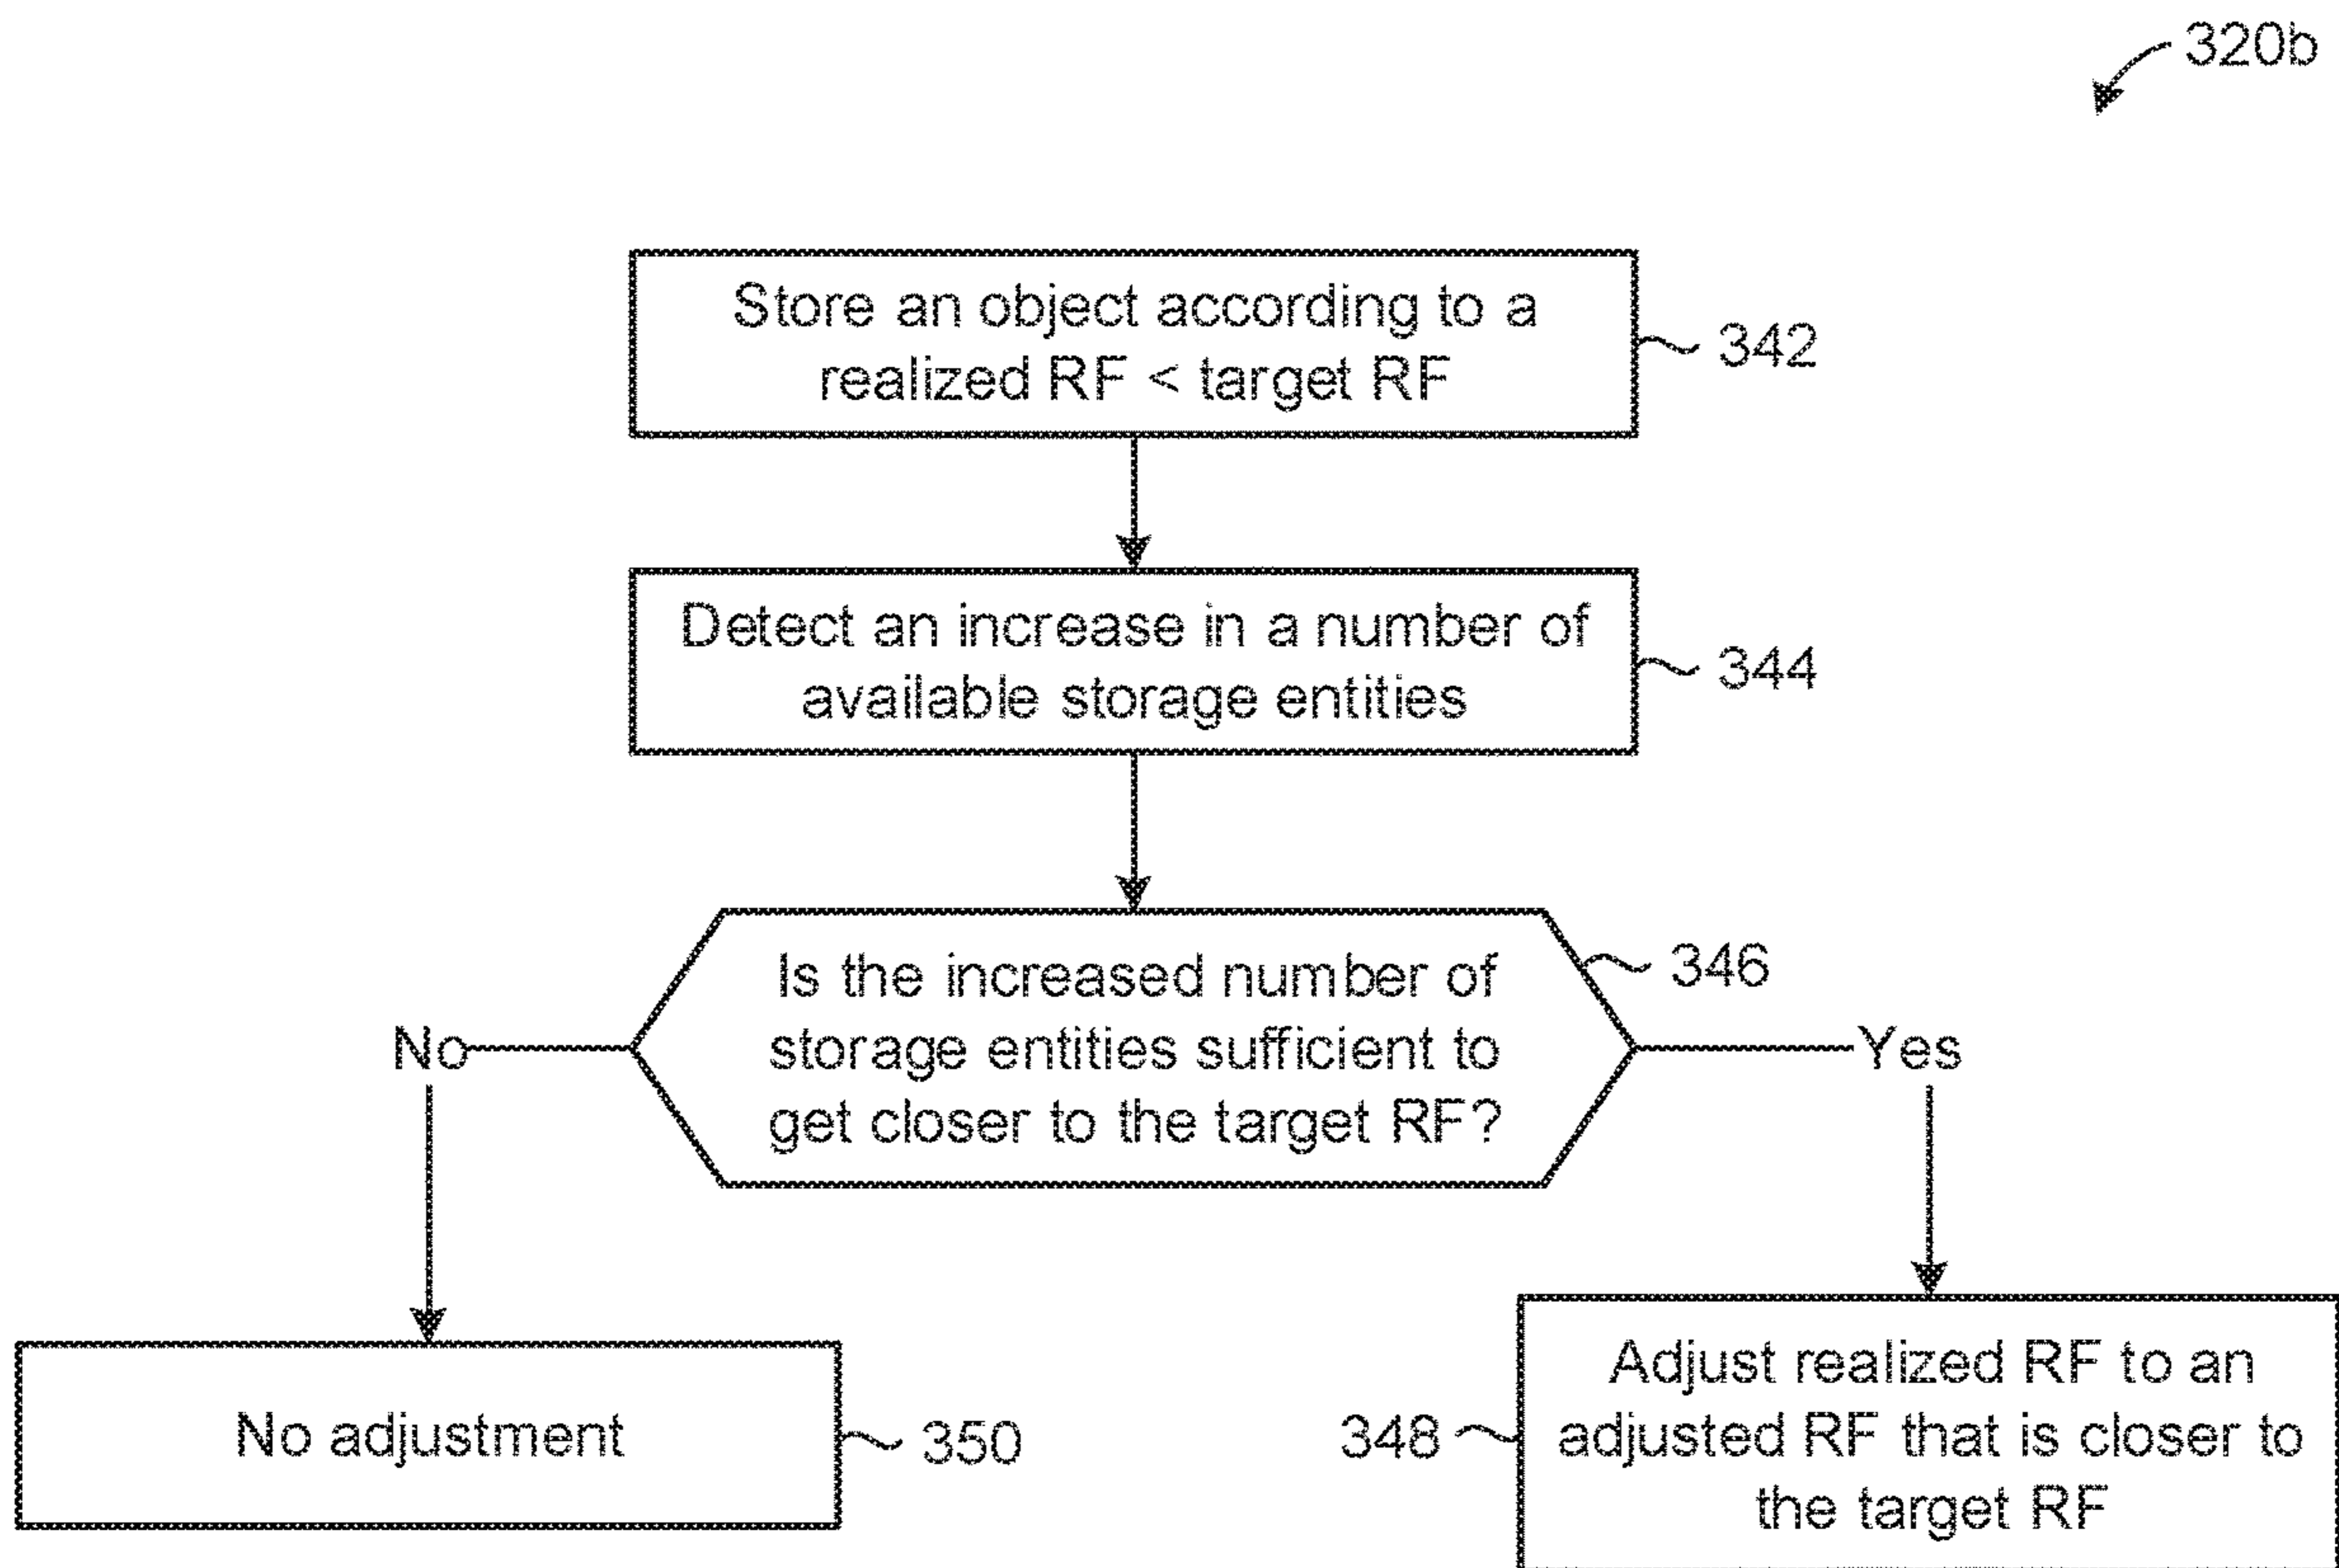 320b
Store an object according to a
realized RF < target RF
342
Detect an increase in a number of
available storage entities
344
Is the increased number of
storage entities sufficient to
get closer to the target RF?
346
No
Yes
No adjustment
350
348
Adjust realized RF to an
adjusted RF that is closer to
the target RF